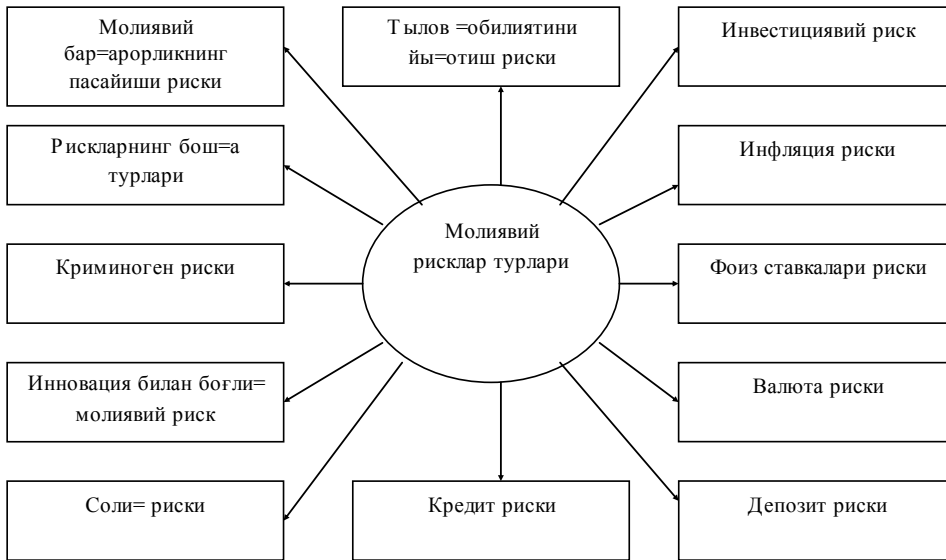 Молиявий
бар=арорликнинг
пасайиши риски
Тылов =обилиятини
йы=отиш риски
Инвестициявий риск
Рискларнинг бош=а
турлари
Инфляция риски
Молиявий
рисклар турлари
Криминоген риски
Фоиз ставкалари риски
Инновация билан боғли=
молиявий риск
Валюта риски
Соли= риски
Кредит риски
Депозит риски